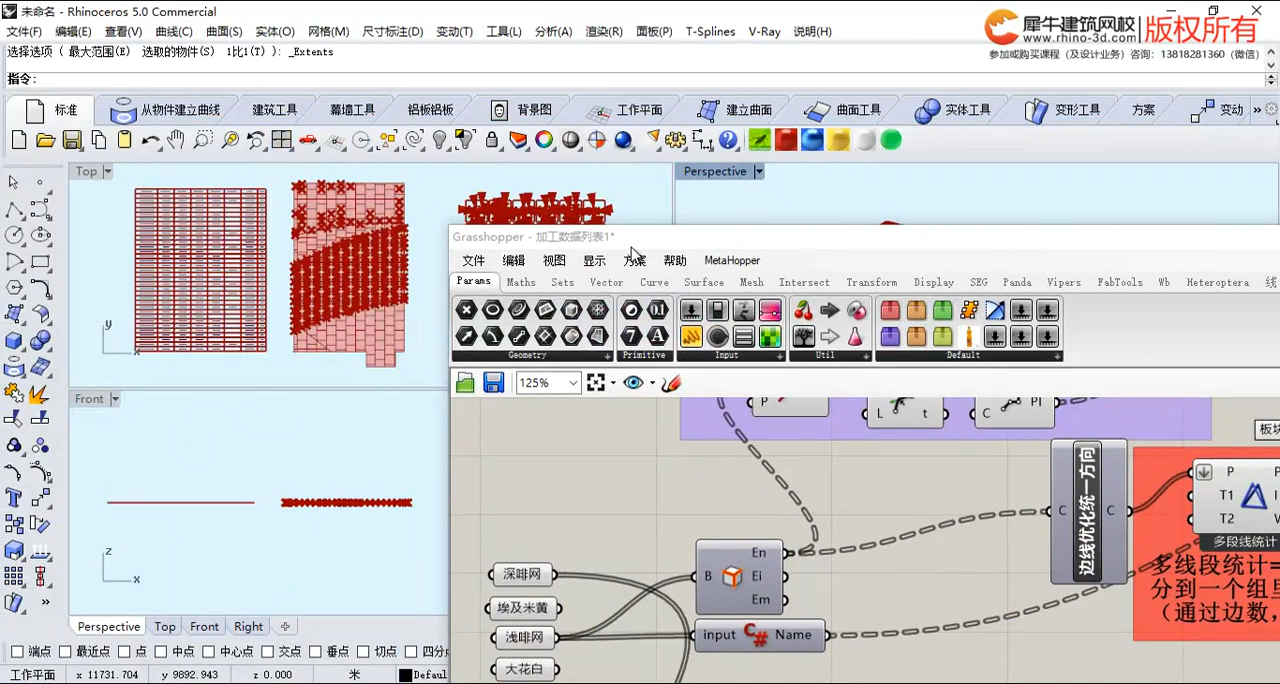 未命名 - Rhinoceros 5.0 Commercial
文件(F) 编辑(E) 查看(V) 曲线(C) 曲面(S) 实体(O) 网格(M) 尺寸标注(D) 变动(T) 工具(L) 分析(A) 渲染(R) 面板(P) T-Splines V-Ray 说明(H)
犀牛建筑网校 版权所有
www.rhino-3d.com
参加或购买课程（及设计业务）咨询：13818281360（微信）
选择选项 ( 最大范围(E) 选取的物件(S) 1比1(T) ): _Extents
指令:
标准 从物件建立曲线 建筑工具 幕墙工具 铝板铝板 背景图 工作平面 建立曲面 曲面工具 实体工具 变形工具 方案 变动 »
Top
y
x
Perspective
Front
z
x
Grasshopper - 加工数据列表1*
文件 编辑 视图 显示 方案 帮助 MetaHopper
Params Maths Sets Vector Curve Surface Mesh Intersect Transform Display SEG Panda Vipers FabTools Wb Heteroptera 线
Geometry Primitive Input Util Default
125%
P
L t
C Pl
板块
边线优化统一方向
C C
P P
T1 I
T2 V
多段线统计
多线段统计=
分到一个组里
（通过边数，
En
B Ei
Em
input C# Name
深啡网
埃及米黄
浅啡网
大花白
Perspective Top Front Right
端点 最近点 点 中点 中心点 交点 垂点 切点 四分点
工作平面 x 11731.704 y 9892.943 z 0.000 米 Defaul